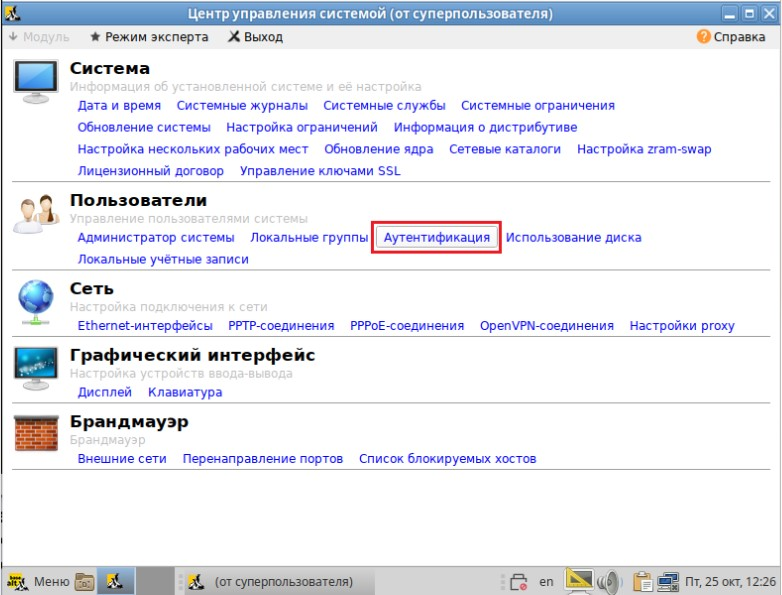 Центр управления системой (от суперпользователя)
Модуль Режим эксперта Выход Справка
Система
Информация об установленной системе и её настройка
Дата и время Системные журналы Системные службы Системные ограничения
Обновление системы Настройка ограничений Информация о дистрибутиве
Настройка нескольких рабочих мест Обновление ядра Сетевые каталоги Настройка zram-swap
Лицензионный договор Управление ключами SSL
Пользователи
Управление пользователями системы
Администратор системы Локальные группы Аутентификация Использование диска
Локальные учётные записи
Сеть
Настройка подключения к сети
Ethernet-интерфейсы PPTP-соединения PPPoE-соединения OpenVPN-соединения Настройки proxy
Графический интерфейс
Настройка устройств ввода-вывода
Дисплей Клавиатура
Брандмауэр
Брандмауэр
Внешние сети Перенаправление портов Список блокируемых хостов
Меню (от суперпользователя) en Пт, 25 окт, 12:26